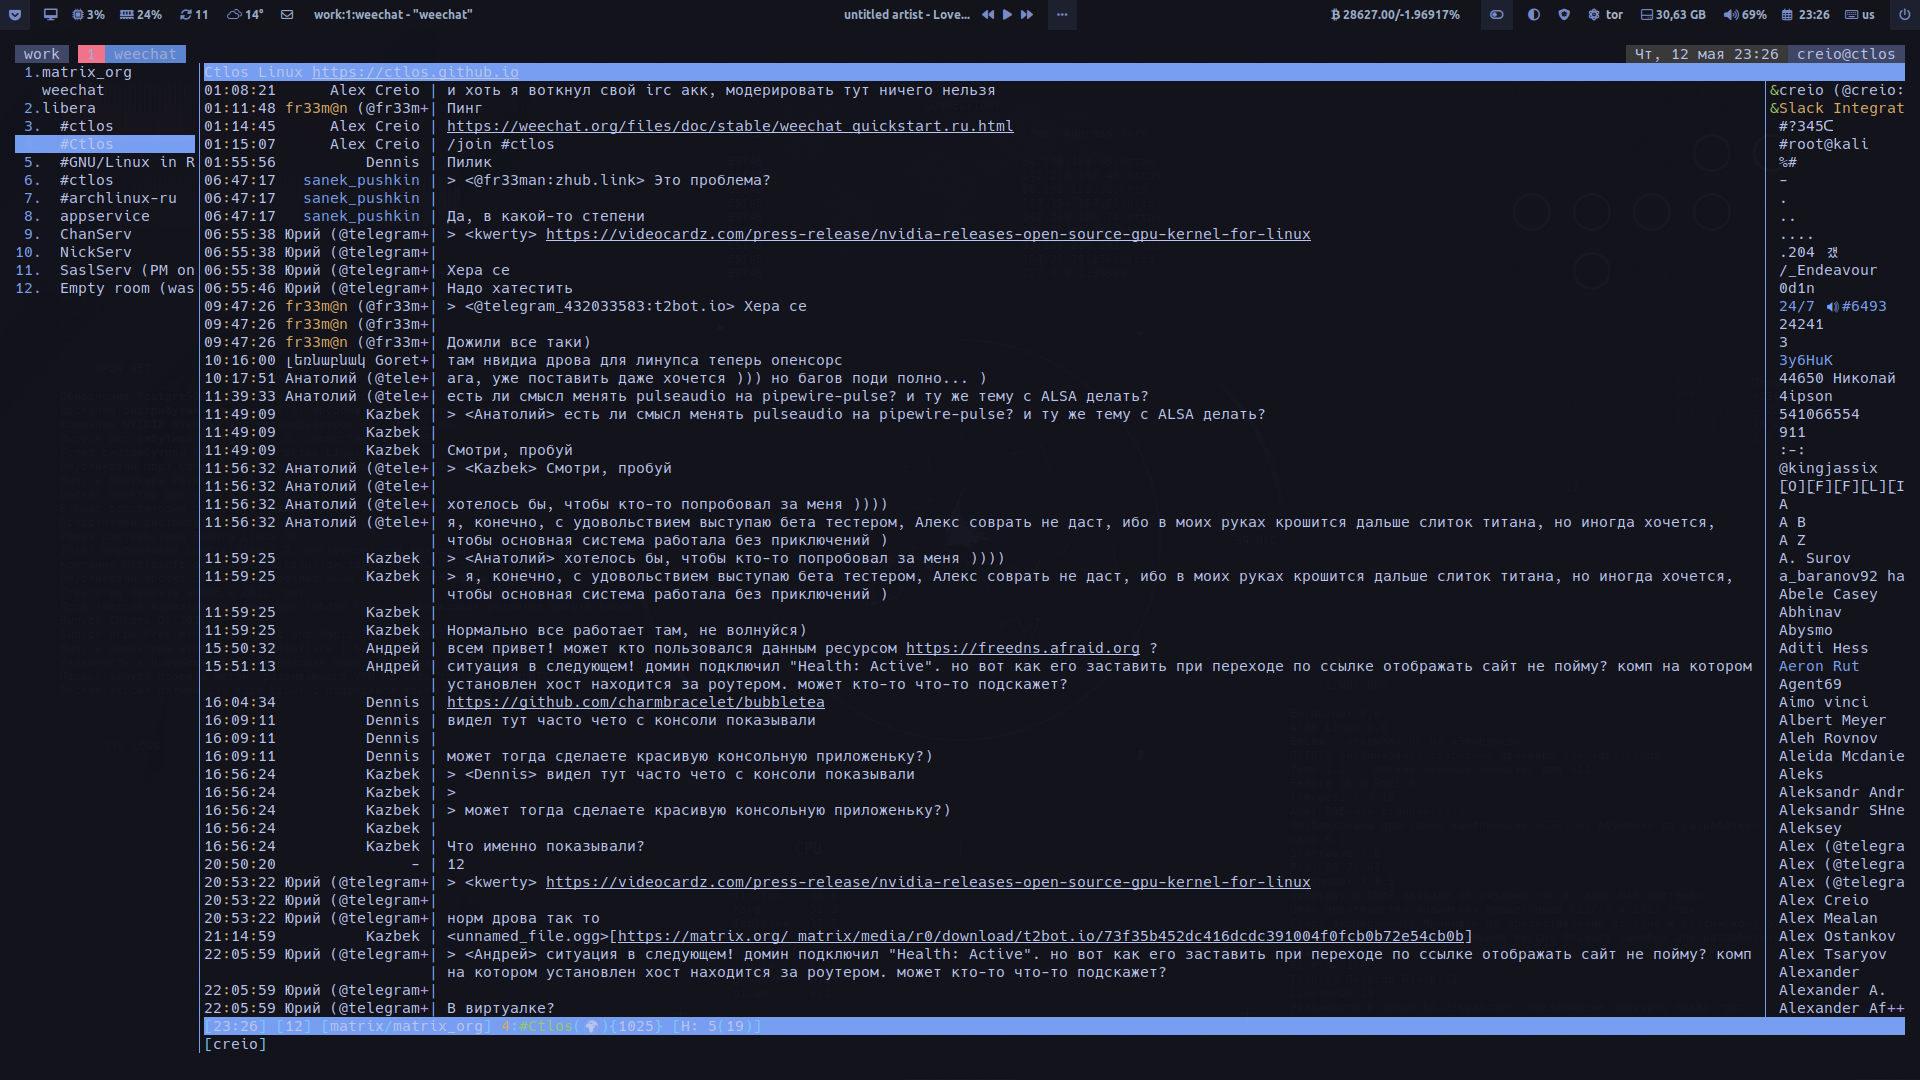 3% 24% 11 14° work:1:weechat - "weechat" untitled artist - Love... ₿ 28627.00/-1.96917% tor 30,63 GB 69% 23:26 us
work 1 weechat Чт, 12 мая 23:26 creio@ctlos
Ctlos Linux https://ctlos.github.io
1.matrix_org
weechat
2.libera
3. #ctlos
#Ctlos
5. #GNU/Linux in R
6. #ctlos
7. #archlinux-ru
8. appservice
9. ChanServ
10. NickServ
11. SaslServ (PM on
12. Empty room (was
01:08:21 Alex Creio | и хоть я воткнул свой irc акк, модерировать тут ничего нельзя
01:11:48 fr33m@n (@fr33m+| Пинг
01:14:45 Alex Creio | https://weechat.org/files/doc/stable/weechat_quickstart.ru.html
01:15:07 Alex Creio | /join #ctlos
01:55:56 Dennis | Пилик
06:47:17 sanek_pushkin | > <@fr33man:zhub.link> Это проблема?
06:47:17 sanek_pushkin |
06:47:17 sanek_pushkin | Да, в какой-то степени
06:55:38 Юрий (@telegram+| > <kwerty> https://videocardz.com/press-release/nvidia-releases-open-source-gpu-kernel-for-linux
06:55:38 Юрий (@telegram+|
06:55:38 Юрий (@telegram+| Хера се
06:55:46 Юрий (@telegram+| Надо хатестить
09:47:26 fr33m@n (@fr33m+| > <@telegram_432033583:t2bot.io> Хера се
09:47:26 fr33m@n (@fr33m+|
09:47:26 fr33m@n (@fr33m+| Дожили все таки)
10:16:00 Goret+| там нвидиа дрова для линупса теперь опенсорс
10:17:51 Анатолий (@tele+| ага, уже поставить даже хочется ))) но багов поди полно... )
11:39:33 Анатолий (@tele+| есть ли смысл менять pulseaudio на pipewire-pulse? и ту же тему с ALSA делать?
11:49:09 Kazbek | > <Анатолий> есть ли смысл менять pulseaudio на pipewire-pulse? и ту же тему с ALSA делать?
11:49:09 Kazbek |
11:49:09 Kazbek | Смотри, пробуй
11:56:32 Анатолий (@tele+| > <Kazbek> Смотри, пробуй
11:56:32 Анатолий (@tele+|
11:56:32 Анатолий (@tele+| хотелось бы, чтобы кто-то попробовал за меня ))))
11:56:32 Анатолий (@tele+| я, конечно, с удовольствием выступаю бета тестером, Алекс соврать не даст, ибо в моих руках крошится дальше слиток титана, но иногда хочется,
| чтобы основная система работала без приключений )
11:59:25 Kazbek | > <Анатолий> хотелось бы, чтобы кто-то попробовал за меня ))))
11:59:25 Kazbek | > я, конечно, с удовольствием выступаю бета тестером, Алекс соврать не даст, ибо в моих руках крошится дальше слиток титана, но иногда хочется,
| чтобы основная система работала без приключений )
11:59:25 Kazbek |
11:59:25 Kazbek | Нормально все работает там, не волнуйся)
15:50:32 Андрей | всем привет! может кто пользовался данным ресурсом https://freedns.afraid.org ?
15:51:13 Андрей | ситуация в следующем! домин подключил "Health: Active". но вот как его заставить при переходе по ссылке отображать сайт не пойму? комп на котором
| установлен хост находится за роутером. может кто-то что-то подскажет?
16:04:34 Dennis | https://github.com/charmbracelet/bubbletea
16:09:11 Dennis | видел тут часто чето с консоли показывали
16:09:11 Dennis |
16:09:11 Dennis | может тогда сделаете красивую консольную приложеньку?)
16:56:24 Kazbek | > <Dennis> видел тут часто чето с консоли показывали
16:56:24 Kazbek | >
16:56:24 Kazbek | > может тогда сделаете красивую консольную приложеньку?)
16:56:24 Kazbek |
16:56:24 Kazbek | Что именно показывали?
20:50:20 - | 12
20:53:22 Юрий (@telegram+| > <kwerty> https://videocardz.com/press-release/nvidia-releases-open-source-gpu-kernel-for-linux
20:53:22 Юрий (@telegram+|
20:53:22 Юрий (@telegram+| норм дрова так то
21:14:59 Kazbek | <unnamed_file.ogg>[https://matrix.org/_matrix/media/r0/download/t2bot.io/73f35b452dc416dcdc391004f0fcb0b72e54cb0b]
22:05:59 Юрий (@telegram+| > <Андрей> ситуация в следующем! домин подключил "Health: Active". но вот как его заставить при переходе по ссылке отображать сайт не пойму? комп
| на котором установлен хост находится за роутером. может кто-то что-то подскажет?
22:05:59 Юрий (@telegram+|
22:05:59 Юрий (@telegram+| В виртуалке?
&creio (@creio:
&Slack Integrat
#?345
#root@kali
%#
-
.
..
....
.204
/_Endeavour
0d1n
24/7 #6493
24241
3
3y6HuK
44650 Николай
4ipson
541066554
911
:-:
@kingjassix
[O][F][F][L][I
A
A B
A Z
A. Surov
a_baranov92 ha
Abele Casey
Abhinav
Abysmo
Aditi Hess
Aeron Rut
Agent69
Aimo vinci
Albert Meyer
Aleh Rovnov
Aleida Mcdanie
Aleks
Aleksandr Andr
Aleksandr SHne
Aleksey
Alex (@telegra
Alex (@telegra
Alex (@telegra
Alex Creio
Alex Mealan
Alex Ostankov
Alex Tsaryov
Alexander
Alexander A.
Alexander Af++
[23:26] [12] [matrix/matrix_org] 4:#Ctlos( ){1025} [H: 5(19)]
[creio]